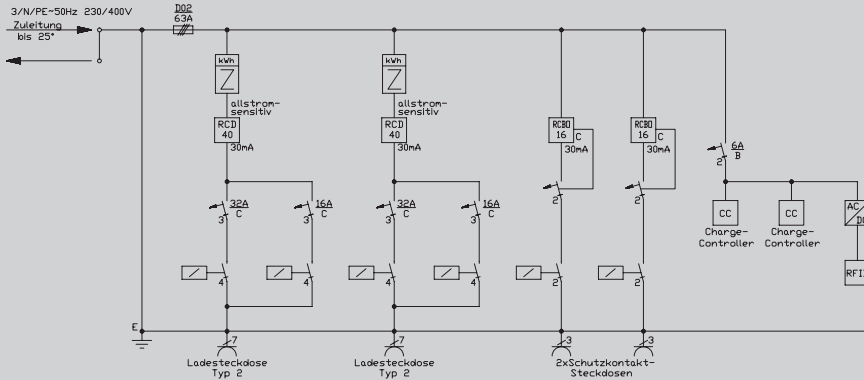 3/N/PE~50Hz 230/400V
Zuleitung
bis 25°
D02
63A
kWh
Z
allstrom-
sensitiv
RCD
40
30mA
32A
C
3
16A
C
3
4
4
kWh
Z
allstrom-
sensitiv
RCD
40
30mA
32A
C
3
16A
C
3
4
4
RCBO
16
C
30mA
2
2
RCBO
16
C
30mA
2
2
6A
B
2
CC
Charge-
Controller
CC
Charge-
Controller
AC
E
7
Ladesteckdose
Typ 2
7
Ladesteckdose
Typ 2
3
3
2xSchutzkontakt-
Steckdosen